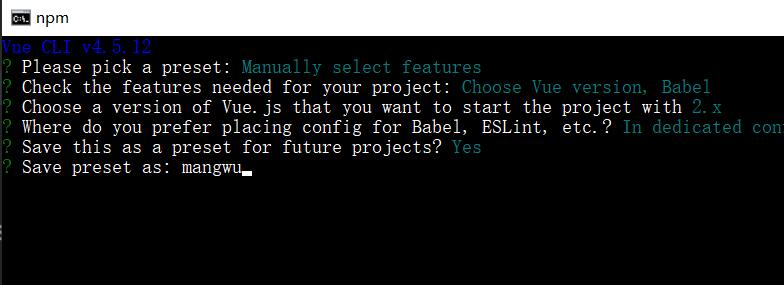 npm
Vue CLI v4.5.12
? Please pick a preset: Manually select features
? Check the features needed for your project: Choose Vue version, Babel
? Choose a version of Vue.js that you want to start the project with 2.x
? Where do you prefer placing config for Babel, ESLint, etc.? In dedicated con
? Save this as a preset for future projects? Yes
? Save preset as: mangwu